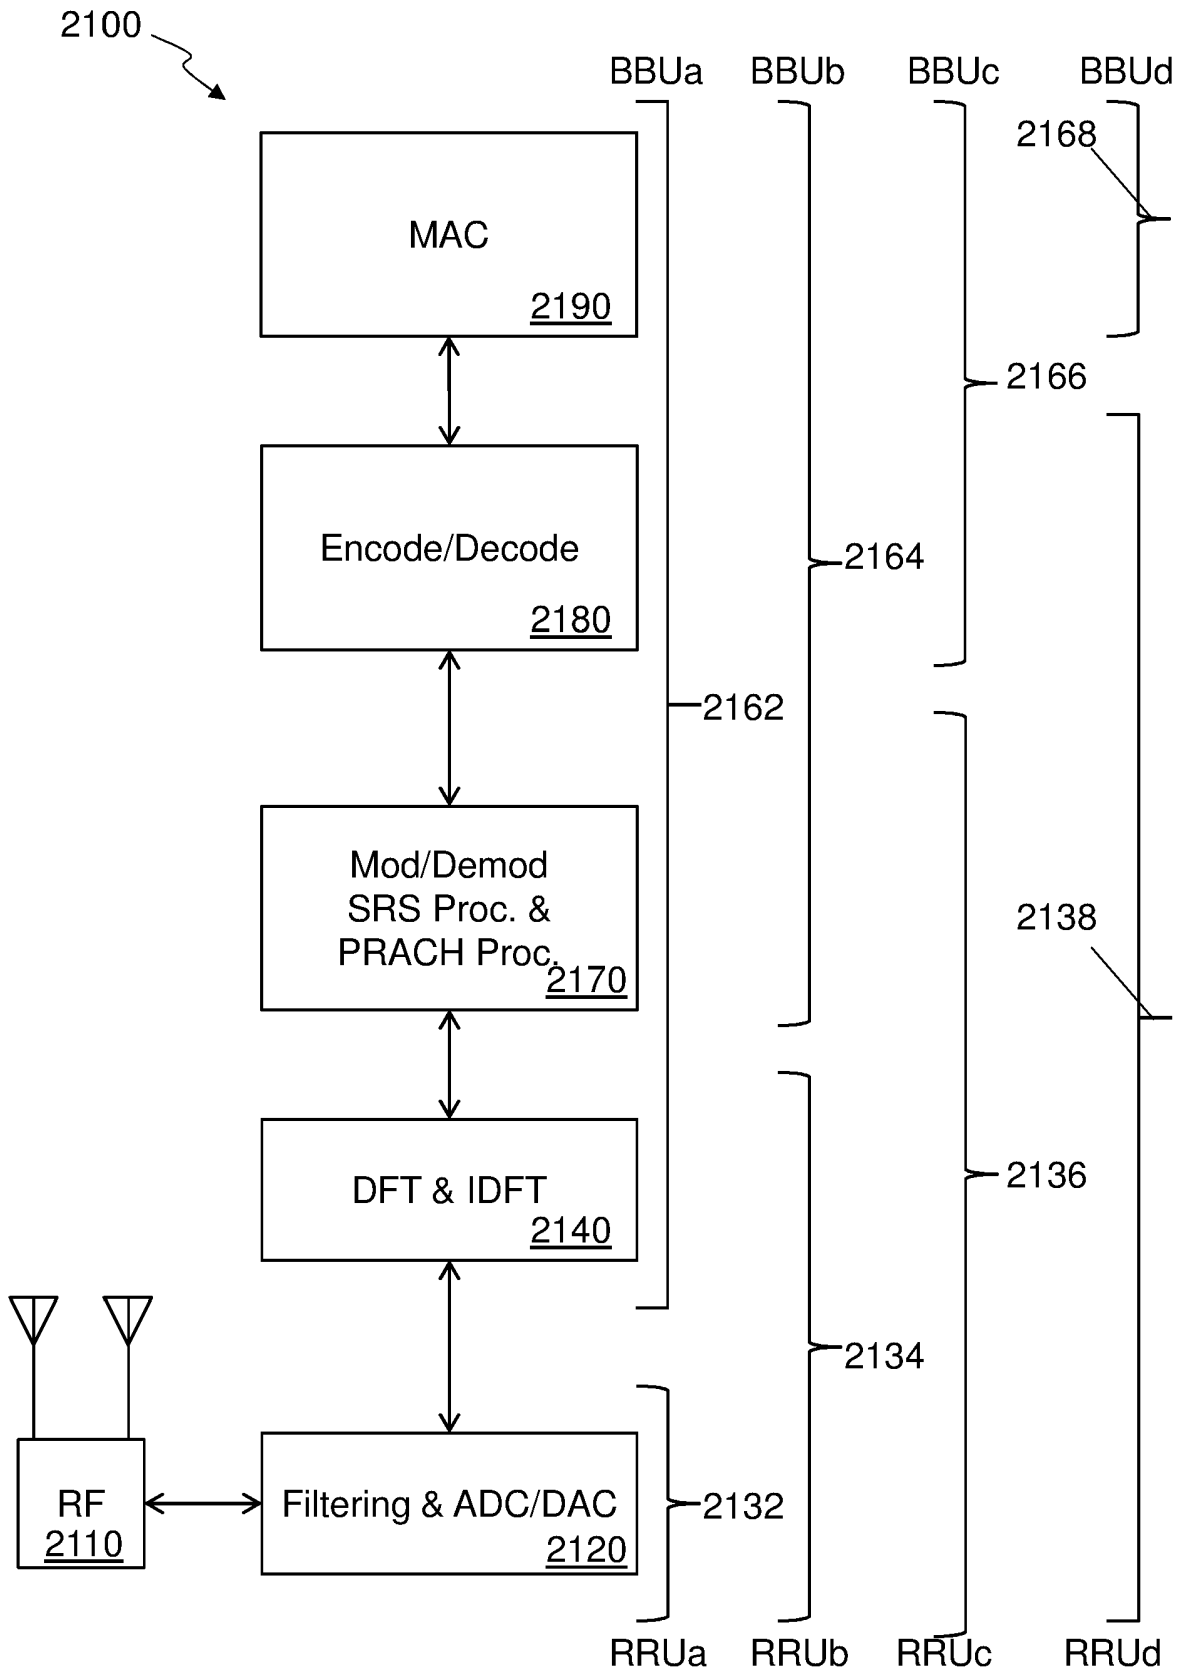 2100
BBUa BBUb BBUc BBUd
2168
MAC
2190
2166
Encode/Decode
2180
2164
2162
Mod/Demod
SRS Proc. &
PRACH Proc.
2170
2138
DFT & IDFT
2140
2136
2134
RF
2110
Filtering & ADC/DAC
2120
2132
RRUa RRUb RRUc RRUd